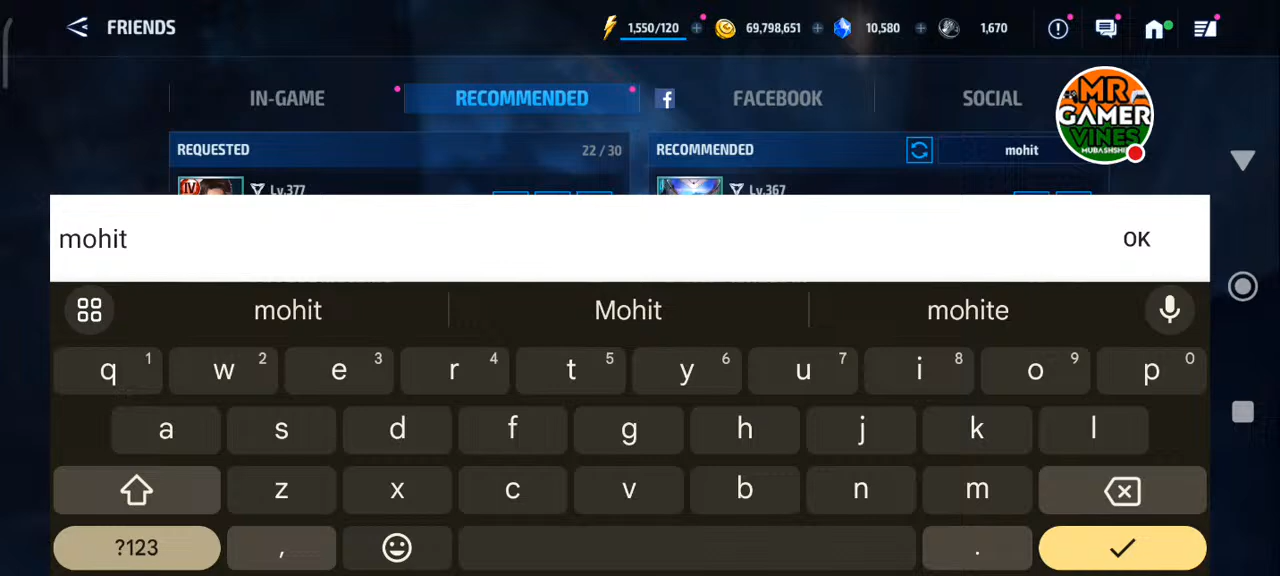 FRIENDS
1,550/120
69,798,651
10,580
1,670
IN-GAME
RECOMMENDED
FACEBOOK
SOCIAL
MR
GAMER
VINES
REQUESTED
22 / 30
RECOMMENDED
mohit
IV
Lv.377
Lv.367
mohit
OK
mohit
Mohit
mohite
q 1 w 2 e 3 r 4 t 5 y 6 u 7 i 8 o 9 p 0
a s d f g h j k l
z x c v b n m
?123 , .